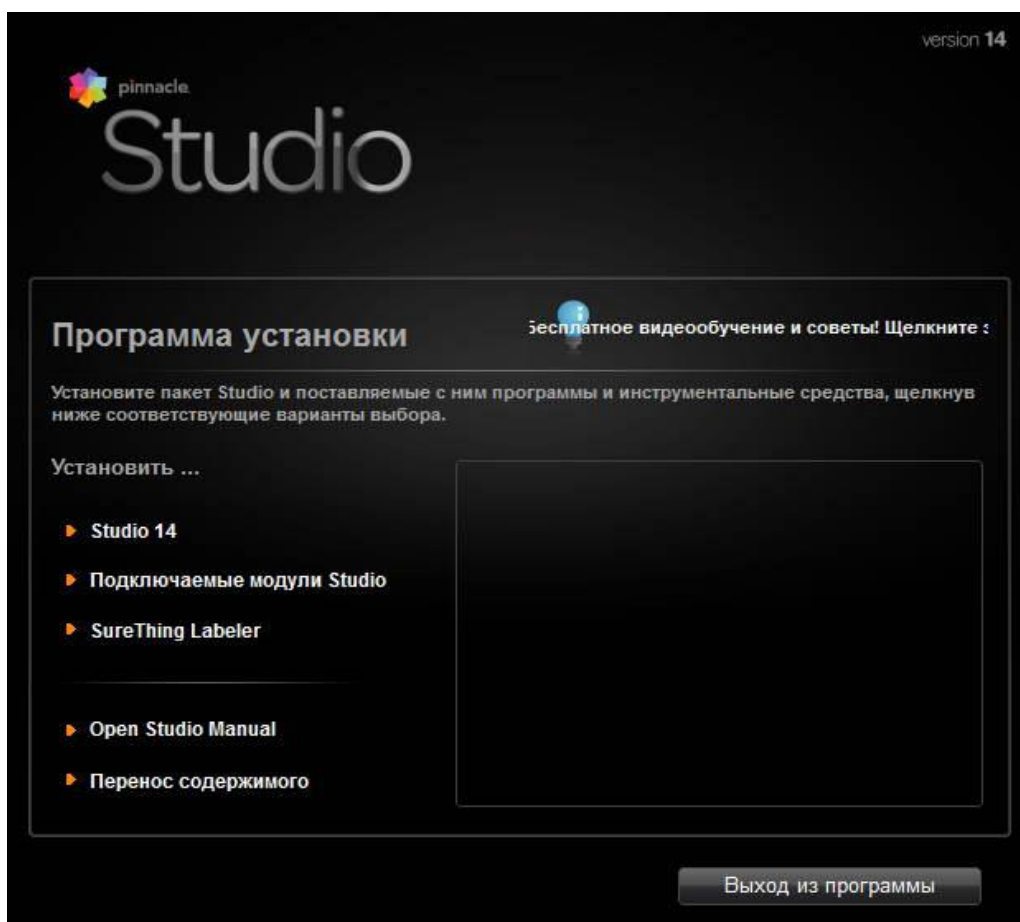 version 14
pinnacle
Studio
Программа установки
Бесплатное видеообучение и советы! Щелкните
Установите пакет Studio и поставляемые с ним программы и инструментальные средства, щелкнув
ниже соответствующие варианты выбора.
Установить ...
Studio 14
Подключаемые модули Studio
SureThing Labeler
Open Studio Manual
Перенос содержимого
Выход из программы